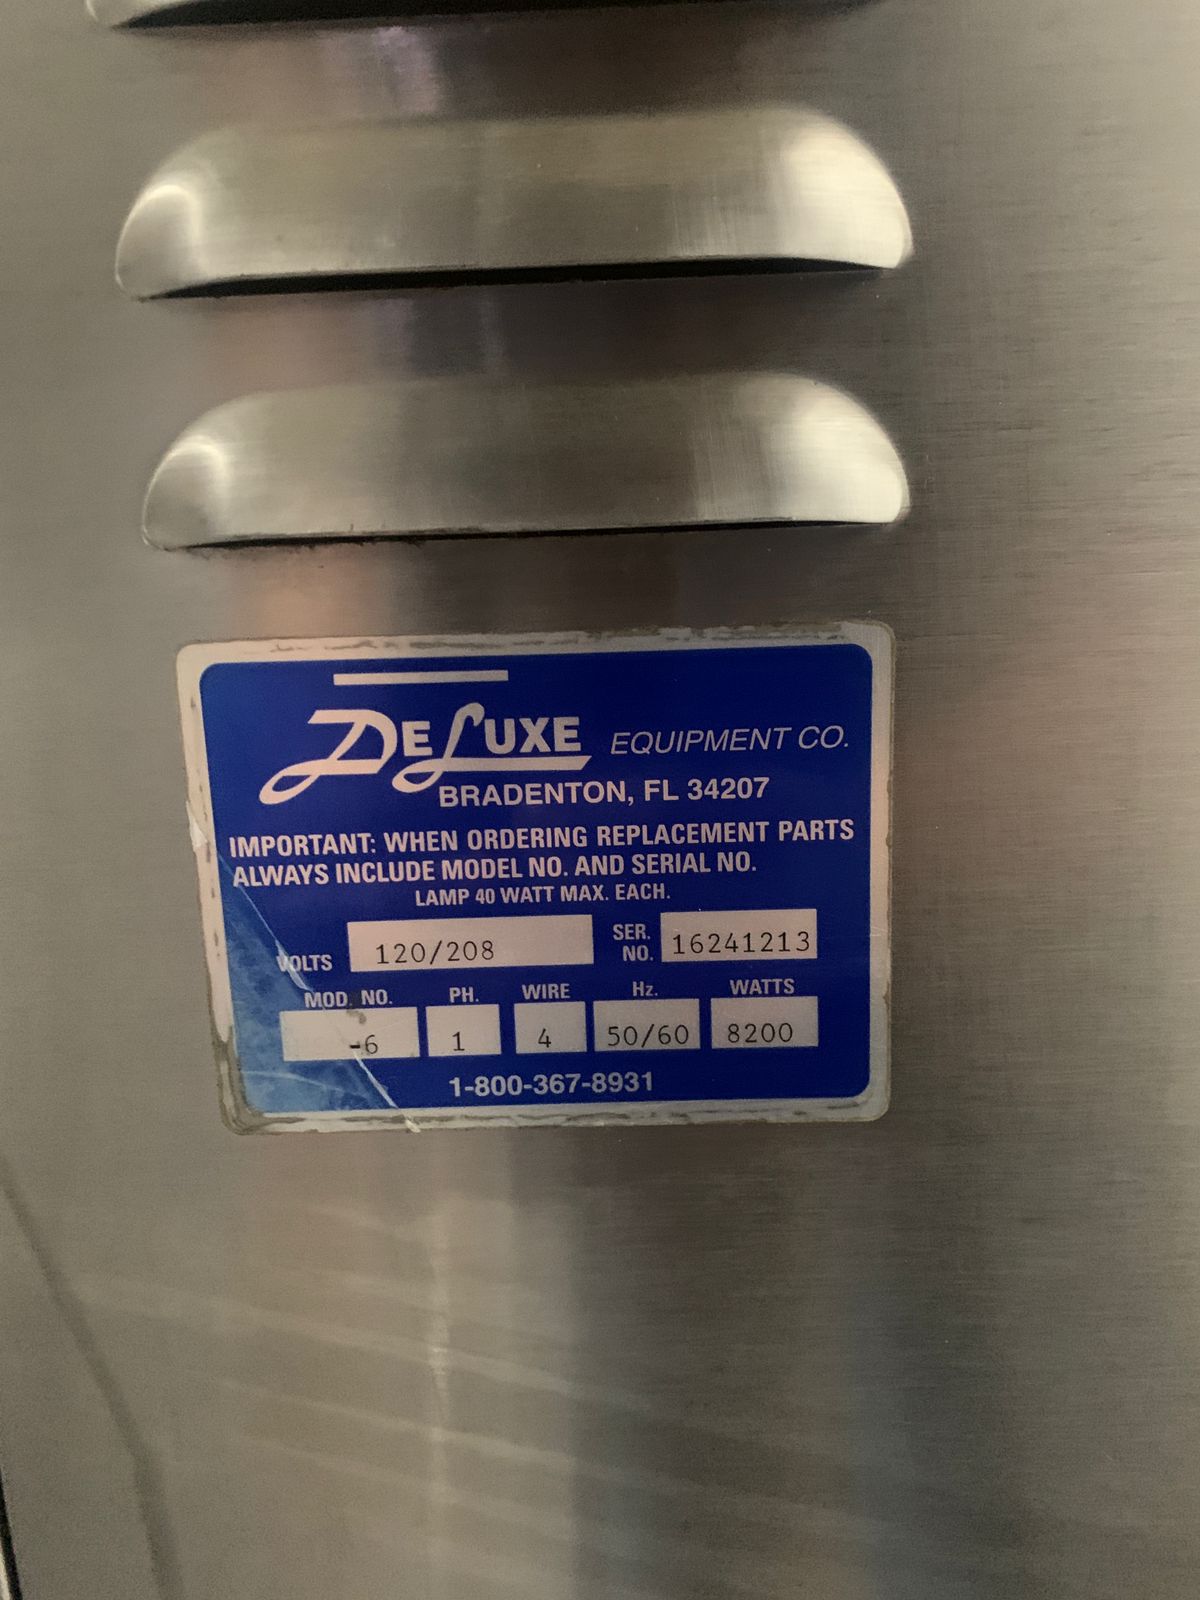 DELUXE EQUIPMENT CO.
BRADENTON, FL 34207
IMPORTANT: WHEN ORDERING REPLACEMENT PARTS
ALWAYS INCLUDE MODEL NO. AND SERIAL NO.
LAMP 40 WATT MAX. EACH.
VOLTS 120/208 SER. NO. 16241213
MOD. NO. PH. WIRE Hz. WATTS
-6 1 4 50/60 8200
1-800-367-8931